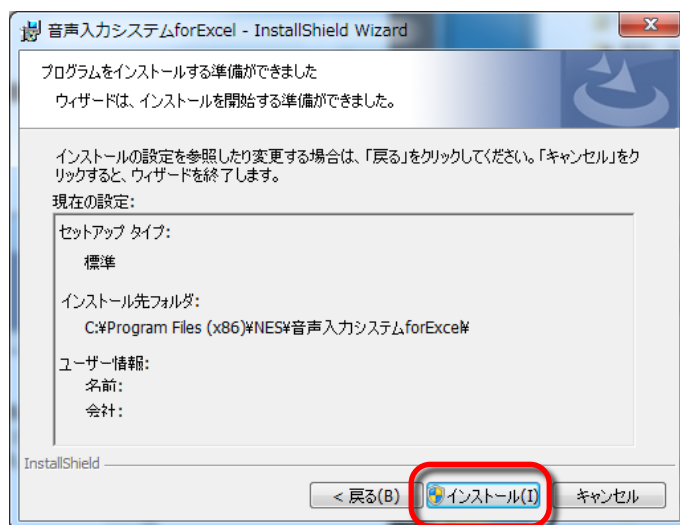 音声入力システムforExcel - InstallShield Wizard
プログラムをインストールする準備ができました
ウィザードは、インストールを開始する準備ができました。
インストールの設定を参照したり変更する場合は、「戻る」をクリックしてください。「キャンセル」をク
リックすると、ウィザードを終了します。
現在の設定:
セットアップ タイプ:
標準
インストール先フォルダ:
C:¥Program Files (x86)¥NES¥音声入力システムforExcel¥
ユーザー情報:
名前:
会社:
InstallShield
< 戻る(B) インストール(I) キャンセル